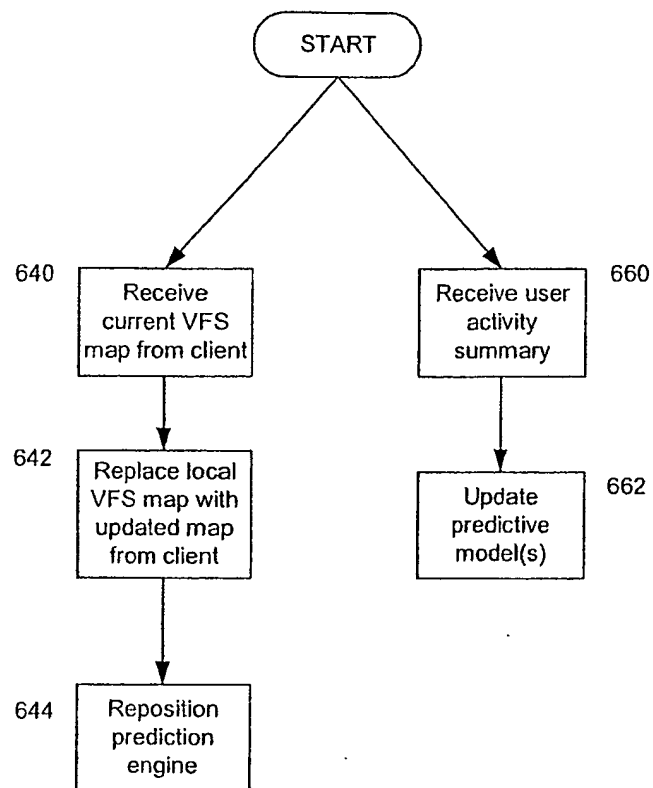 START
640
Receive
current VFS
map from client
660
Receive user
activity
summary
642
Replace local
VFS map with
updated map
from client
662
Update
predictive
model(s)
644
Reposition
prediction
engine